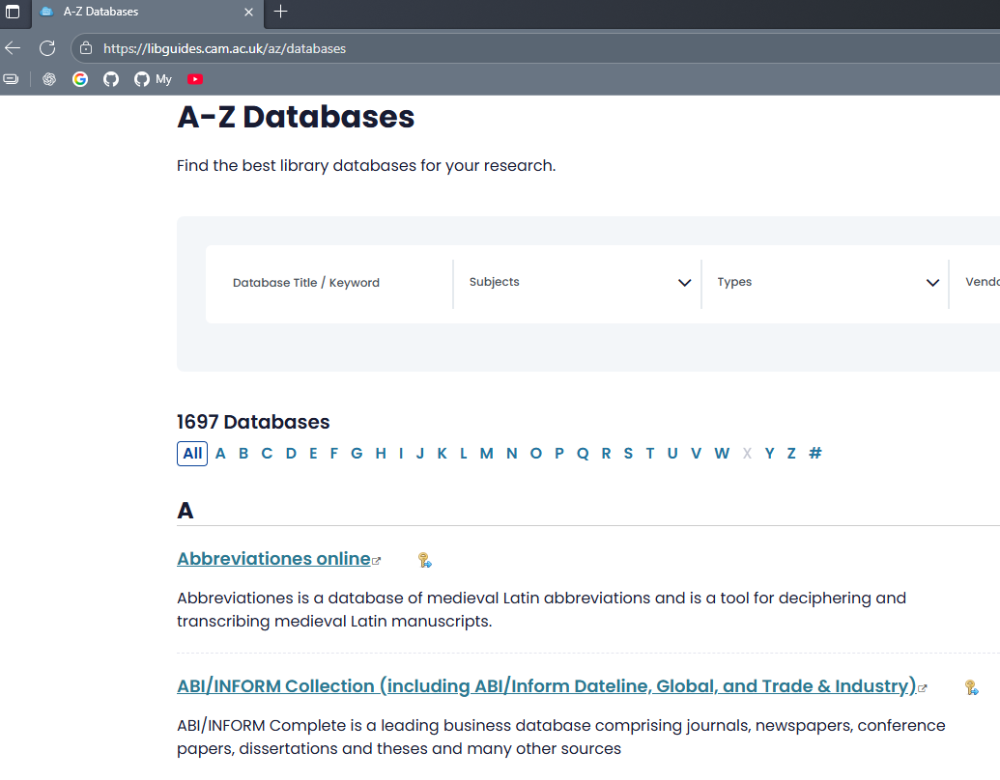 A-Z Databases
https://libguides.cam.ac.uk/az/databases
My
A-Z Databases
Find the best library databases for your research.
Database Title / Keyword Subjects Types
1697 Databases
All A B C D E F G H I J K L M N O P Q R S T U V W X Y Z #
A
Abbreviationes online
Abbreviationes is a database of medieval Latin abbreviations and is a tool for deciphering and
transcribing medieval Latin manuscripts.
ABI/INFORM Collection (including ABI/Inform Dateline, Global, and Trade & Industry)
ABI/INFORM Complete is a leading business database comprising journals, newspapers, conference
papers, dissertations and theses and many other sources